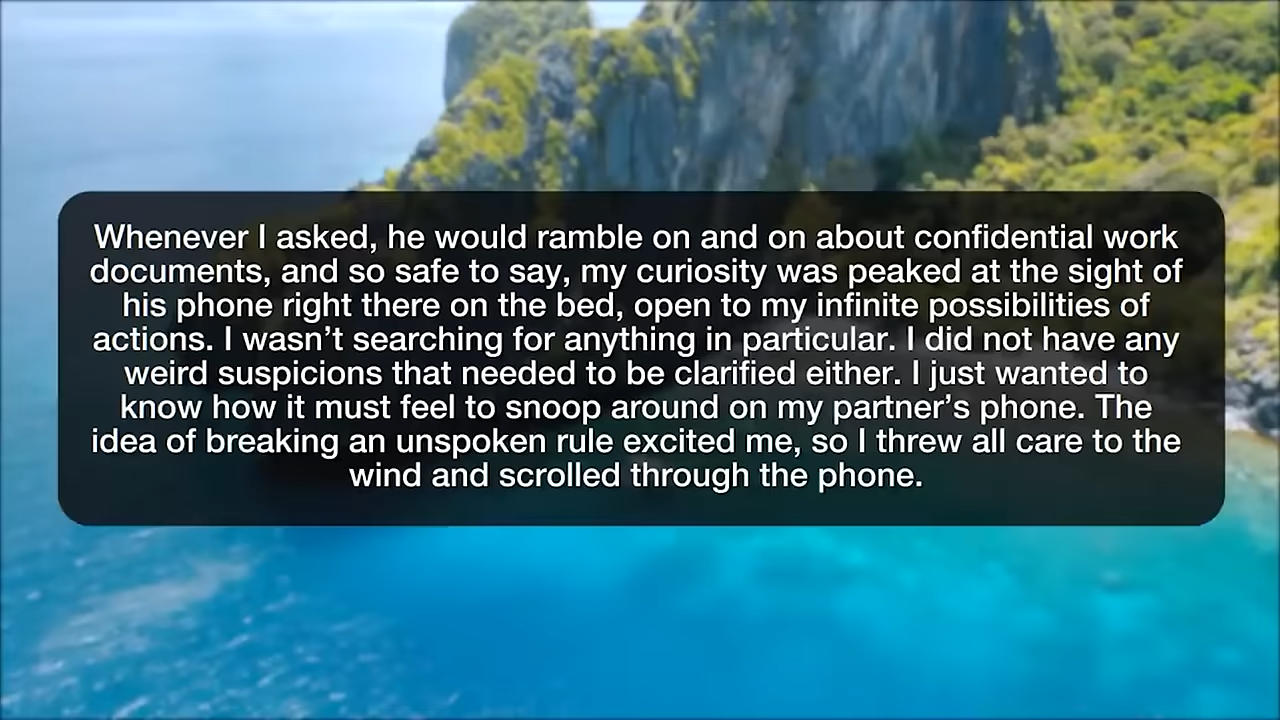 Whenever I asked, he would ramble on and on about confidential work
documents, and so safe to say, my curiosity was peaked at the sight of
his phone right there on the bed, open to my infinite possibilities of
actions. I wasn’t searching for anything in particular. I did not have any
weird suspicions that needed to be clarified either. I just wanted to
know how it must feel to snoop around on my partner’s phone. The
idea of breaking an unspoken rule excited me, so I threw all care to the
wind and scrolled through the phone.